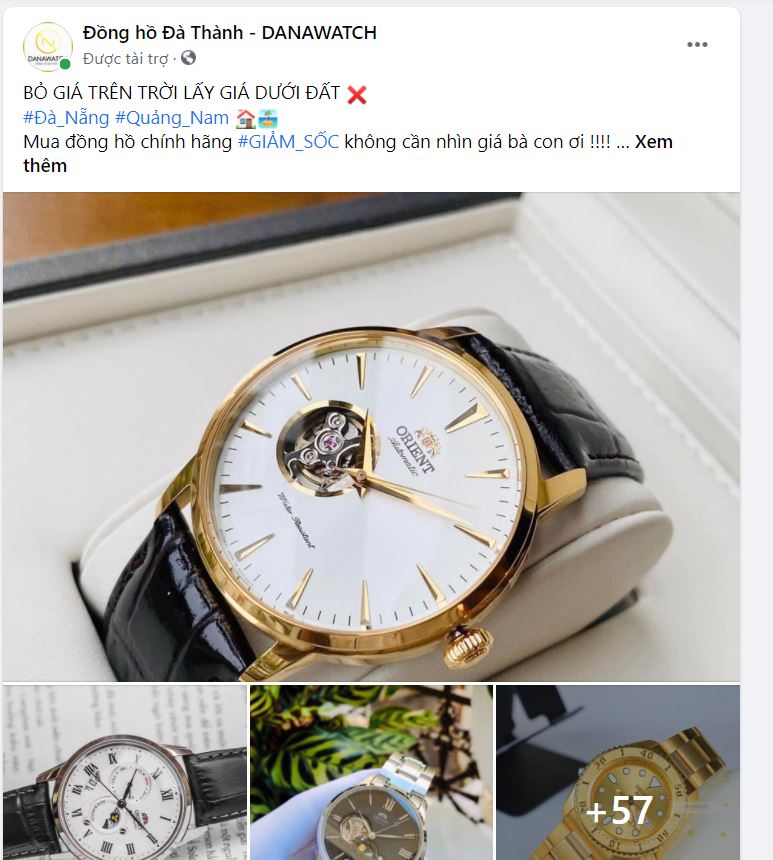 Đồng hồ Đà Thành - DANAWATCH
DANAWATCH
Được tài trợ ·
BỎ GIÁ TRÊN TRỜI LẤY GIÁ DƯỚI ĐẤT ❌
#Đà_Nẵng #Quảng_Nam 🏠🏝️
Mua đồng hồ chính hãng #GIẢM_SỐC không cần nhìn giá bà con ơi !!!! ... Xem
thêm
ORIENT
Automatic
Water Resistant
+57